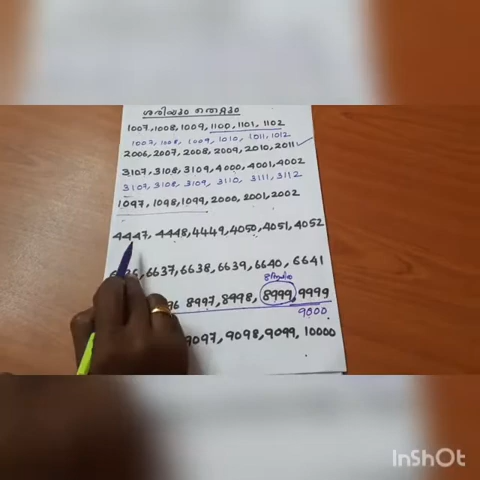 ശരിയും തെറ്റും
1007, 1008, 1009, 1100, 1101, 1102
1007, 1008, 1009, 1010, 1011, 1012
2006, 2007, 2008, 2009, 2010, 2011
3107, 3108, 3109, 4000, 4001, 4002
3107, 3108, 3109, 3110, 3111, 3112
1097, 1098, 1099, 2000, 2001, 2002
4447, 4448, 4449, 4050, 4051, 4052
6637, 6638, 6639, 6640, 6641
8997, 8998, 8999, 9999
9000
9097, 9098, 9099, 10000
InShOt